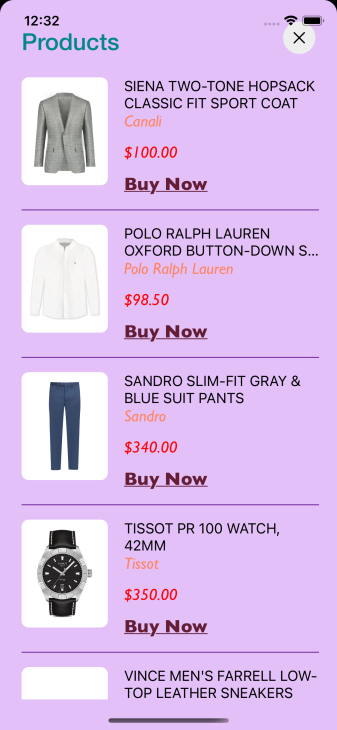 12:32
Products
SIENA TWO-TONE HOPSACK
CLASSIC FIT SPORT COAT
Canali
$100.00
Buy Now
POLO RALPH LAUREN
OXFORD BUTTON-DOWN S...
Polo Ralph Lauren
$98.50
Buy Now
SANDRO SLIM-FIT GRAY &
BLUE SUIT PANTS
Sandro
$340.00
Buy Now
TISSOT PR 100 WATCH,
42MM
Tissot
$350.00
Buy Now
VINCE MEN'S FARRELL LOW-
TOP LEATHER SNEAKERS